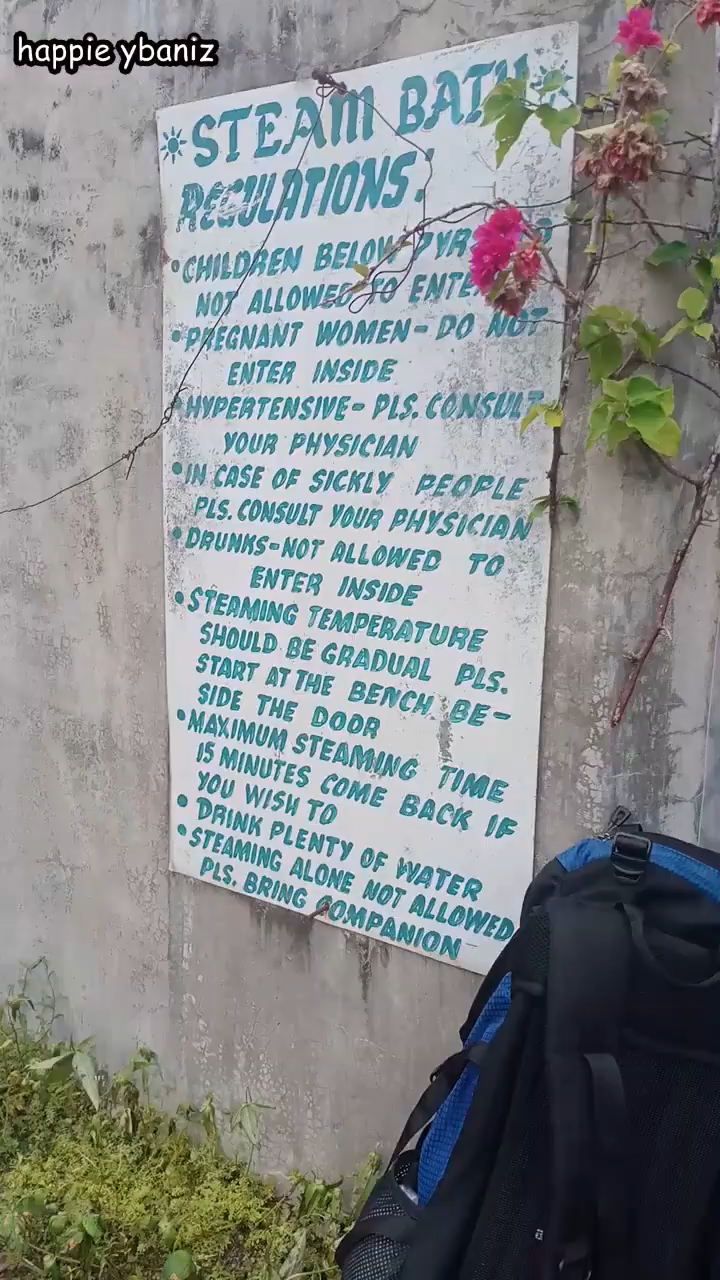 happie ybaniz
STEAM BATH
REGULATIONS:
•CHILDREN BELOW 7YRS
NOT ALLOWED TO ENTER
•PREGNANT WOMEN- DO NOT
ENTER INSIDE
•HYPERTENSIVE- PLS. CONSULT
YOUR PHYSICIAN
•IN CASE OF SICKLY PEOPLE
PLS. CONSULT YOUR PHYSICIAN
•DRUNKS-NOT ALLOWED TO
ENTER INSIDE
•STEAMING TEMPERATURE
SHOULD BE GRADUAL PLS.
START AT THE BENCH BE-
SIDE THE DOOR
•MAXIMUM STEAMING TIME
15 MINUTES COME BACK IF
YOU WISH TO
•DRINK PLENTY OF WATER
•STEAMING ALONE NOT ALLOWED
PLS. BRING COMPANION